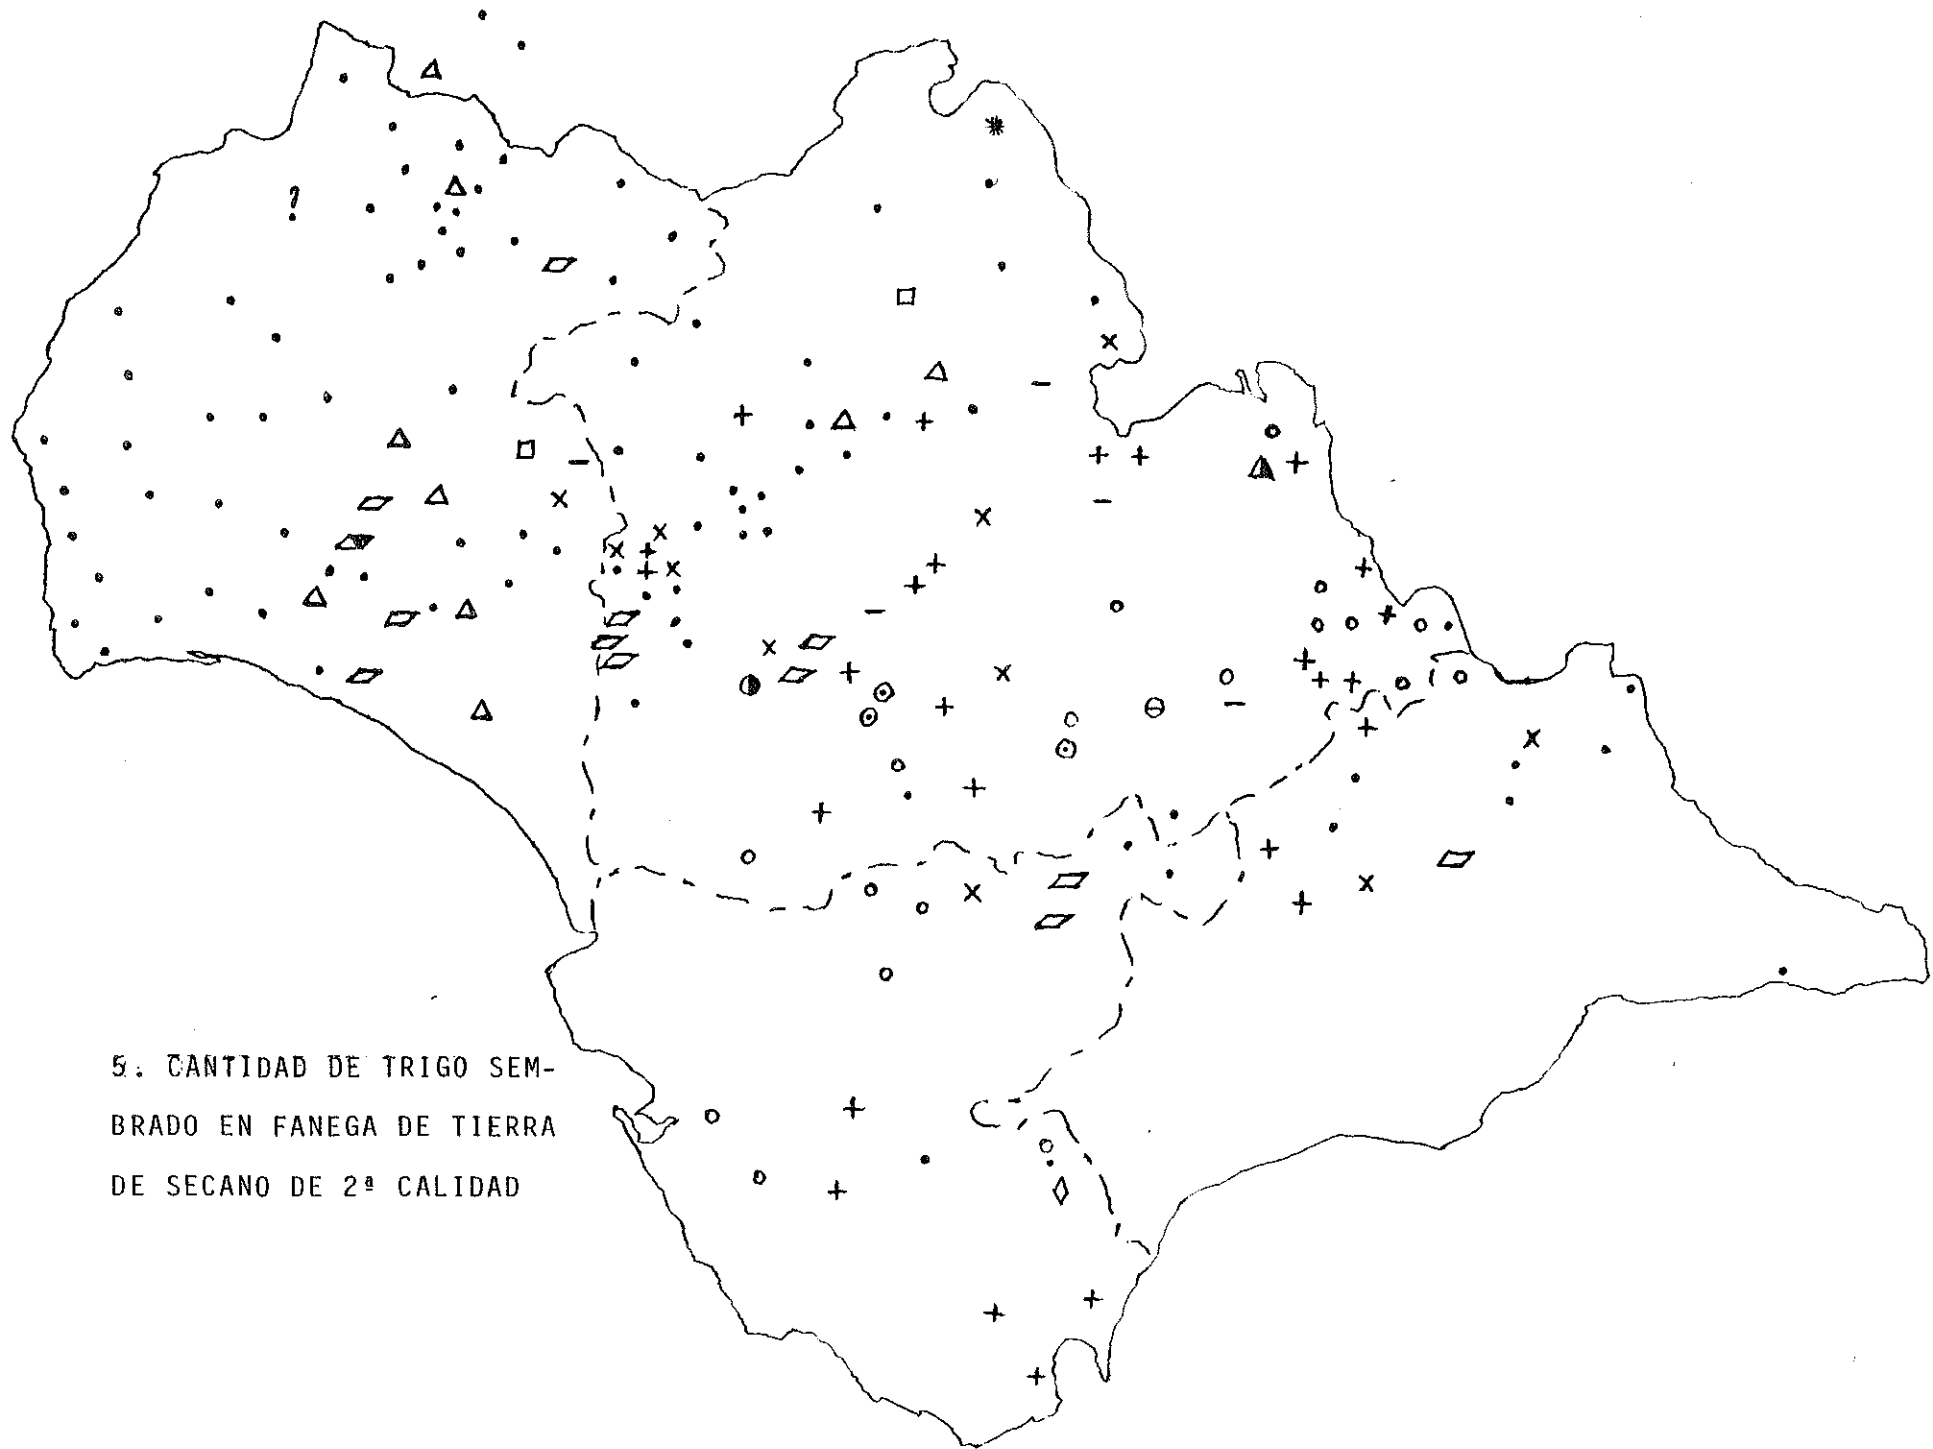 5. CANTIDAD DE TRIGO SEM-
BRADO EN FANEGA DE TIERRA
DE SECANO DE 2ª CALIDAD